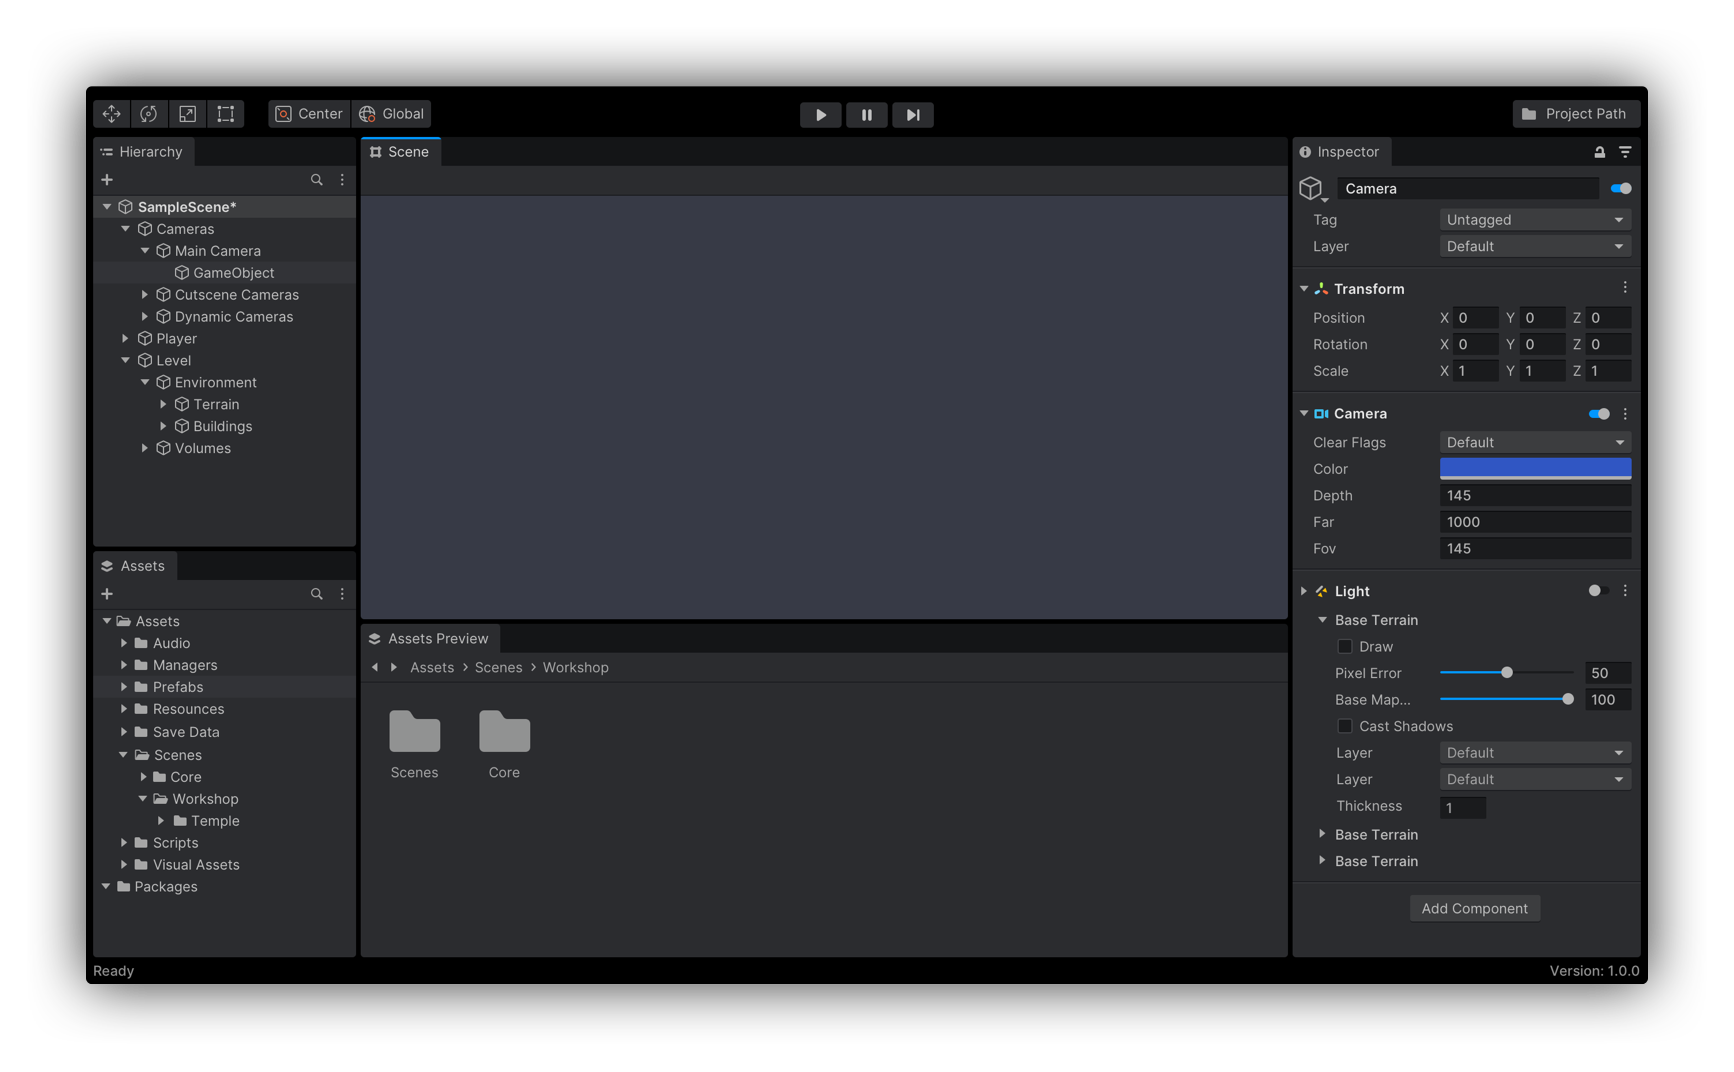 Center Global Project Path
Hierarchy
SampleScene*
Cameras
Main Camera
GameObject
Cutscene Cameras
Dynamic Cameras
Player
Level
Environment
Terrain
Buildings
Volumes
Assets
Assets
Audio
Managers
Prefabs
Resources
Save Data
Scenes
Core
Workshop
Temple
Scripts
Visual Assets
Packages
Scene
Assets Preview
Assets > Scenes > Workshop
Scenes Core
Inspector
Camera
Tag Untagged
Layer Default
Transform
Position X 0 Y 0 Z 0
Rotation X 0 Y 0 Z 0
Scale X 1 Y 1 Z 1
Camera
Clear Flags Default
Color
Depth 145
Far 1000
Fov 145
Light
Base Terrain
Draw
Pixel Error 50
Base Map... 100
Cast Shadows
Layer Default
Layer Default
Thickness 1
Base Terrain
Base Terrain
Add Component
Ready Version: 1.0.0